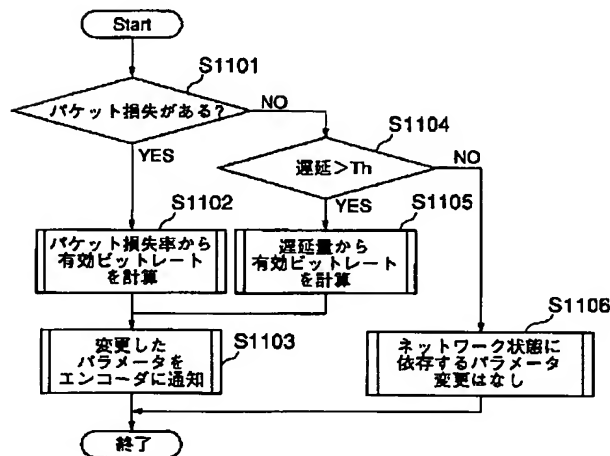 Start
S1101
パケット損失がある?
NO
YES
S1104
遅延>Th
NO
YES
S1102
パケット損失率から
有効ビットレート
を計算
S1105
遅延量から
有効ビットレート
を計算
S1103
変更した
パラメータを
エンコーダに通知
S1106
ネットワーク状態に
依存するパラメータ
変更はなし
終了